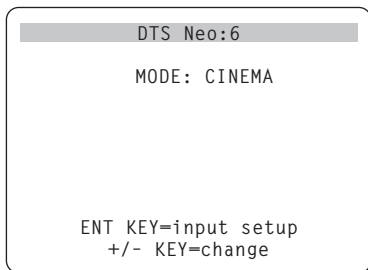 DTS Neo:6
MODE: CINEMA
ENT KEY=input setup
+/- KEY=change